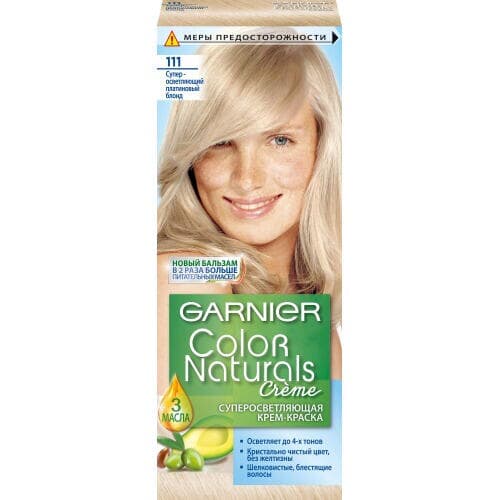 МЕРЫ ПРЕДОСТОРОЖНОСТИ
111
Супер-
осветляющий
платиновый
блонд
НОВЫЙ БАЛЬЗАМ
В 2 РАЗА БОЛЬШЕ
ПИТАТЕЛЬНЫХ МАСЕЛ
GARNIER
Color
Naturals
Crème
СУПЕРОСВЕТЛЯЮЩАЯ
КРЕМ-КРАСКА
3
МАСЛА
• Осветляет до 4-х тонов
• Кристально чистый цвет,
без желтизны
• Шелковистые, блестящие
волосы